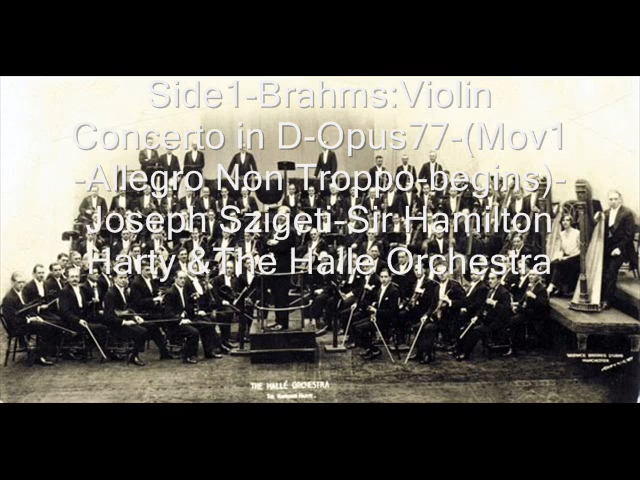 Side1-Brahms:Violin
Concerto in D-Opus77-(Mov1
-Allegro Non Troppo-begins)-
Joseph Szigeti-Sir Hamilton
Harty &The Halle Orchestra
THE HALLÉ ORCHESTRA
MANCHESTER